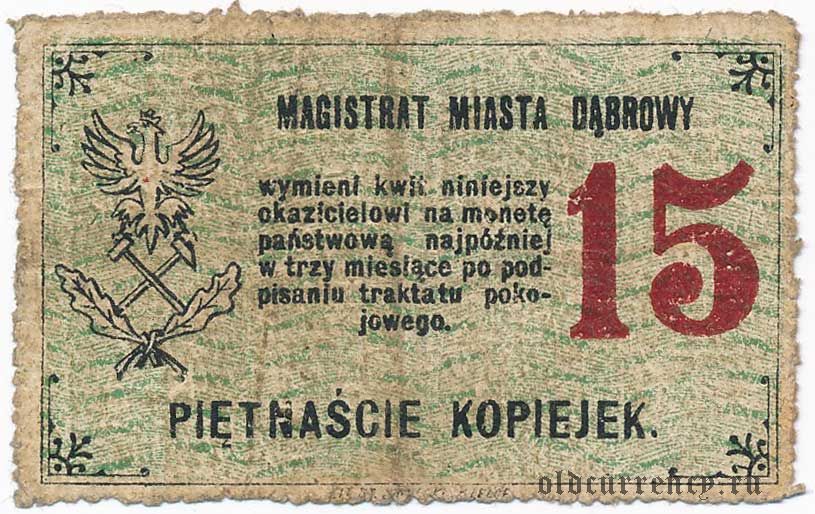 MAGISTRAT MIASTA DĄBROWY
wymieni kwit niniejszy
okazicielowi na monetę
państwową najpóźniej
w trzy miesiące po pod-
pisaniu traktatu poko-
jowego.
15
PIĘTNAŚCIE KOPIEJEK.
oldcurrency.ru